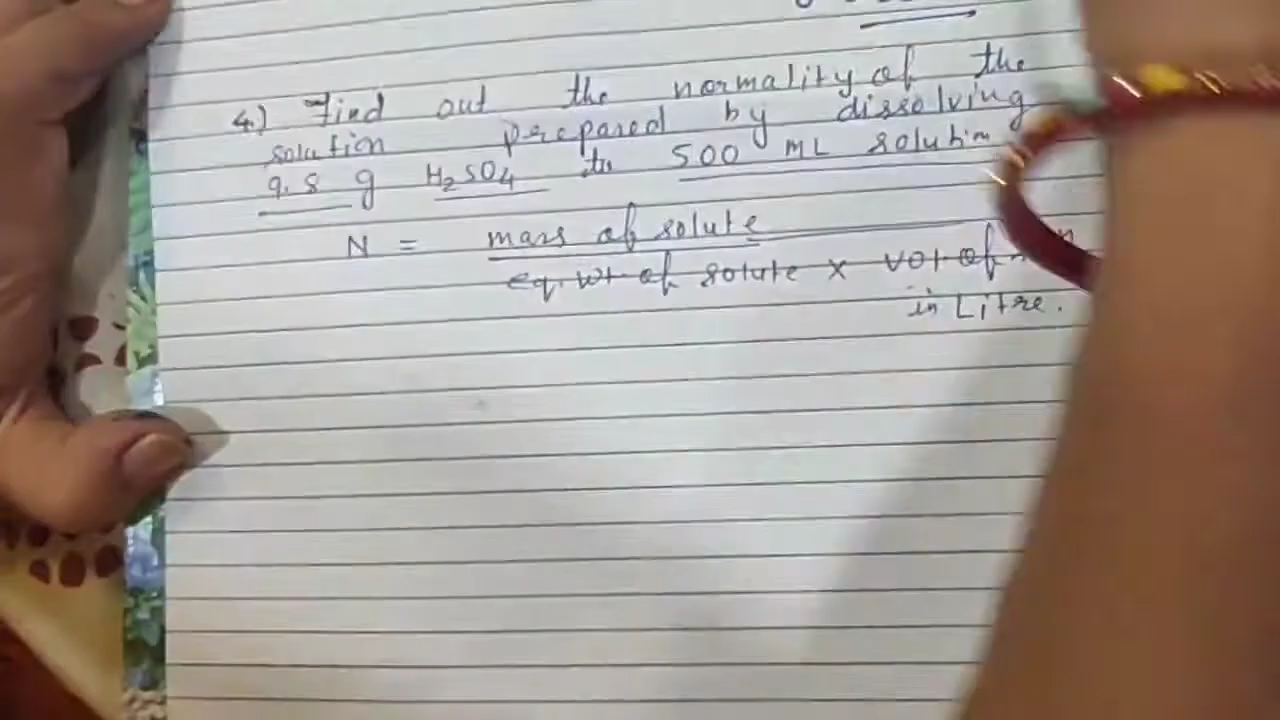 4.) Find out the normality of the
solution prepared by dissolving
9.8 g H₂SO₄ to 500 ML solution
N = mass of solute
eq. wt. of solute x vol of
in Litre.